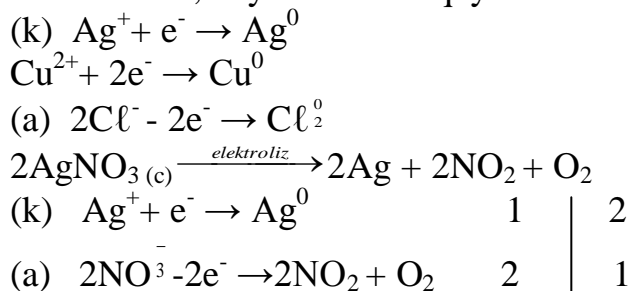 (k) Ag⁺+ e⁻ → Ag⁰
Cu²⁺+ 2e⁻ → Cu⁰
(a) 2Cℓ⁻ - 2e⁻ → Cℓ₂⁰
2AgNO₃ (c) elektroliz → 2Ag + 2NO₂ + O₂
(k) Ag⁺+ e⁻ → Ag⁰ 1 | 2
(a) 2NO₃⁻ -2e⁻ →2NO₂ + O₂ 2 | 1